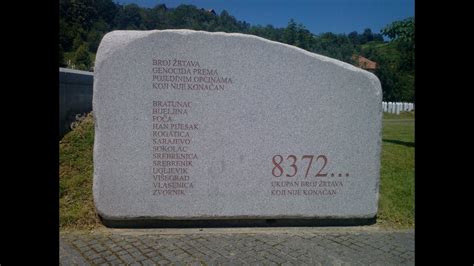 BROJ ŽRTAVA
GENOCIDA PREMA
POJEDINIM OPĆINAMA
KOJI NIJE KONAČAN
BRATUNAC
BIJELJINA
FOČA
HAN PIJESAK
ROGATICA
SARAJEVO
SOKOLAC
SREBRENICA
SREBRENIK
UGLJEVIK
VIŠEGRAD
VLASENICA
ZVORNIK
8372...
UKUPAN BROJ ŽRTAVA
KOJI NIJE KONAČAN